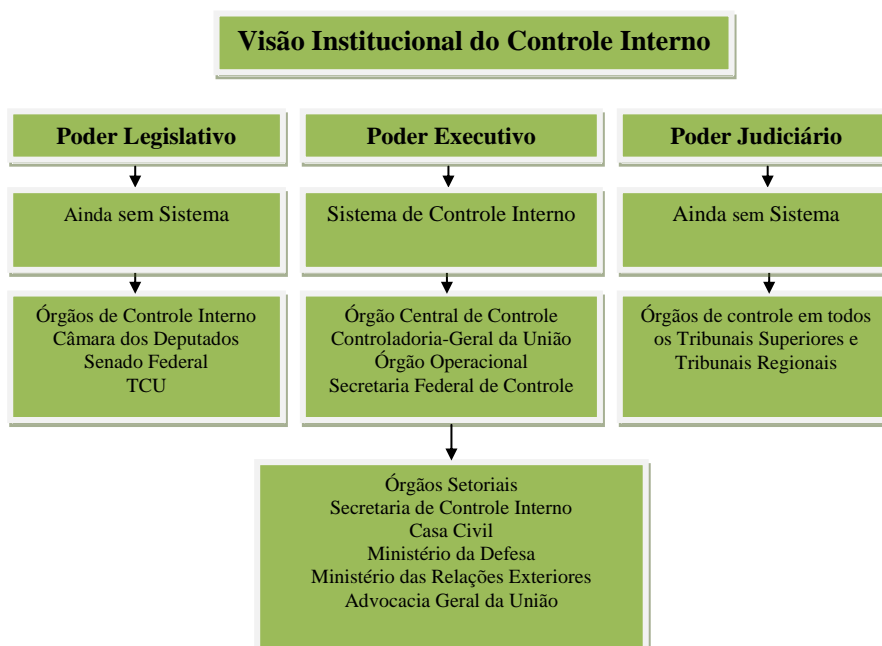 Visão Institucional do Controle Interno
Poder Legislativo
Ainda sem Sistema
Órgãos de Controle Interno
Câmara dos Deputados
Senado Federal
TCU
Poder Executivo
Sistema de Controle Interno
Órgão Central de Controle
Controladoria-Geral da União
Órgão Operacional
Secretaria Federal de Controle
Órgãos Setoriais
Secretaria de Controle Interno
Casa Civil
Ministério da Defesa
Ministério das Relações Exteriores
Advocacia Geral da União
Poder Judiciário
Ainda sem Sistema
Órgãos de controle em todos
os Tribunais Superiores e
Tribunais Regionais